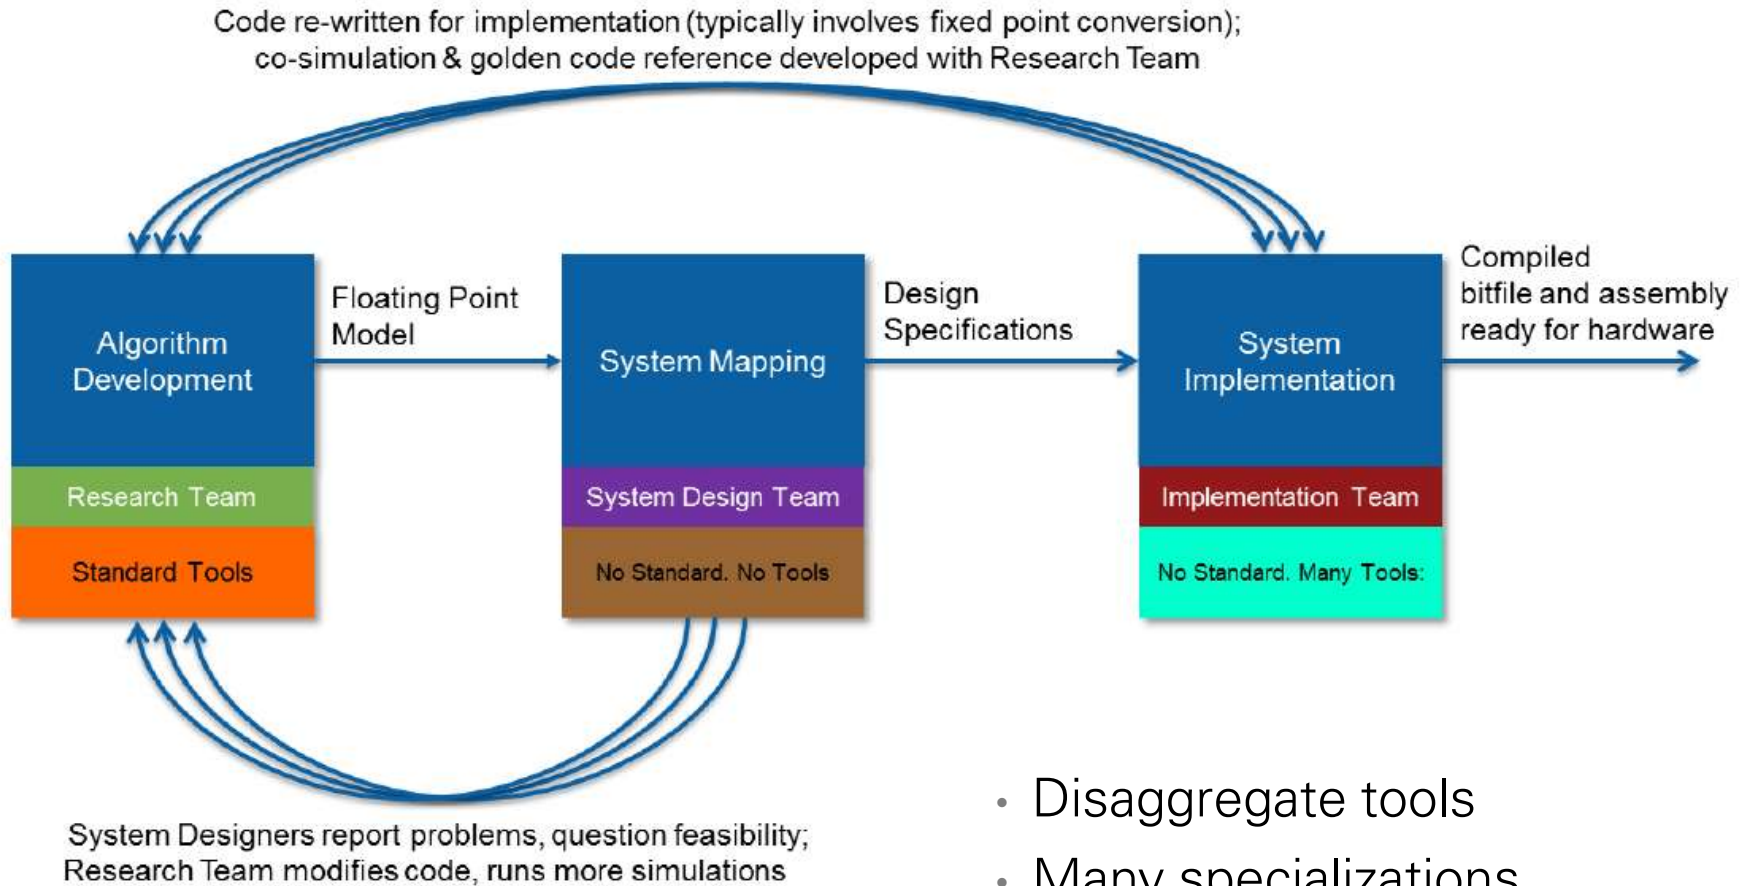 Code re-written for implementation (typically involves fixed point conversion);
co-simulation & golden code reference developed with Research Team
Algorithm
Development
Research Team
Standard Tools
Floating Point
Model
System Mapping
System Design Team
No Standard. No Tools
Design
Specifications
System
Implementation
Implementation Team
No Standard. Many Tools:
Compiled
bitfile and assembly
ready for hardware
System Designers report problems, question feasibility;
Research Team modifies code, runs more simulations
• Disaggregate tools
• Many specializations